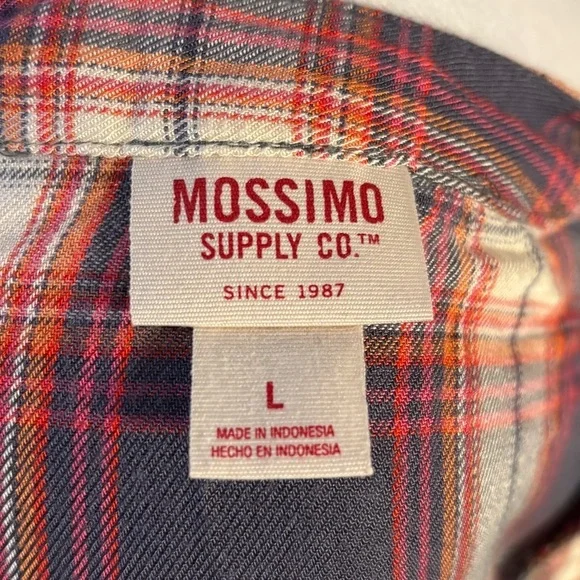 MOSSIMO
SUPPLY CO.™
SINCE 1987
L
MADE IN INDONESIA
HECHO EN INDONESIA